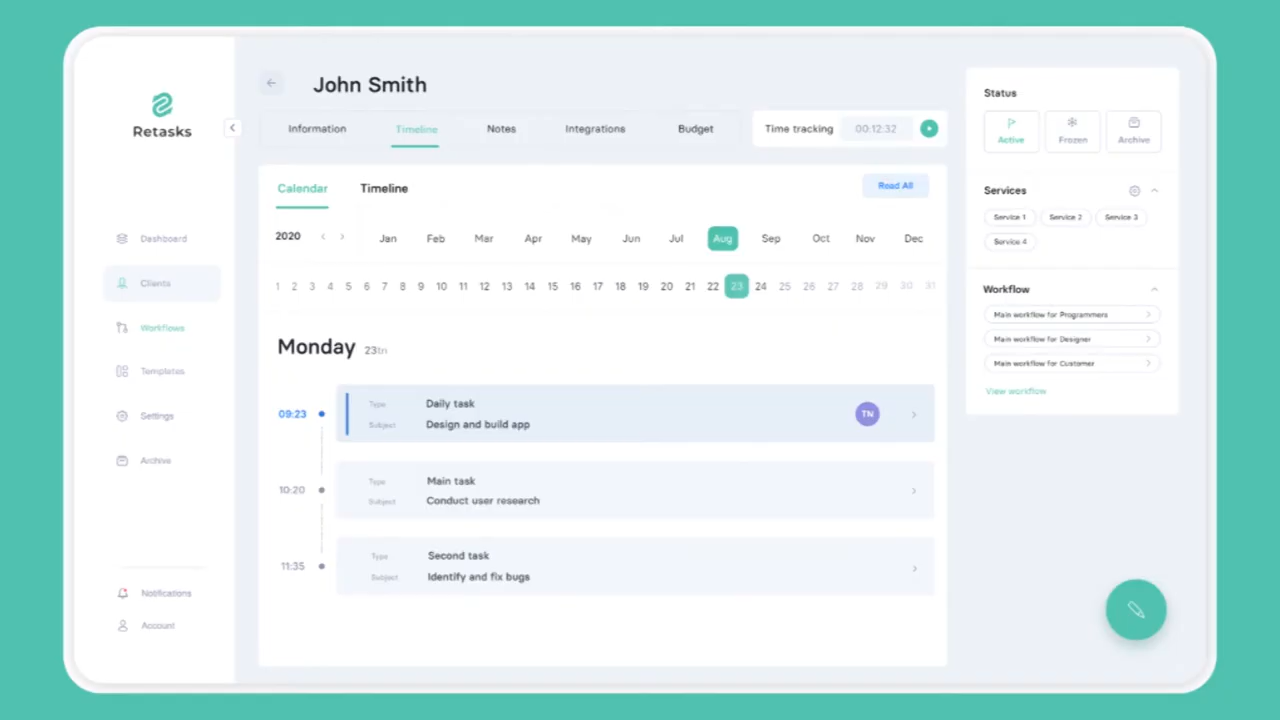 Retasks
Dashboard
Clients
Workflows
Templates
Settings
Archive
Notifications
Account
John Smith
Information Timeline Notes Integrations Budget
Time tracking 00:12:32
Calendar Timeline Read All
2020 Jan Feb Mar Apr May Jun Jul Aug Sep Oct Nov Dec
1 2 3 4 5 6 7 8 9 10 11 12 13 14 15 16 17 18 19 20 21 22 23 24 25 26 27 28 29 30 31
Monday 23tn
09:23 Type Daily task TN
Subject Design and build app
10:20 Type Main task
Subject Conduct user research
11:35 Type Second task
Subject Identify and fix bugs
Status
Active Frozen Archive
Services
Service 1 Service 2 Service 3
Service 4
Workflow
Main workflow for Programmers
Main workflow for Designer
Main workflow for Customer
View workflow